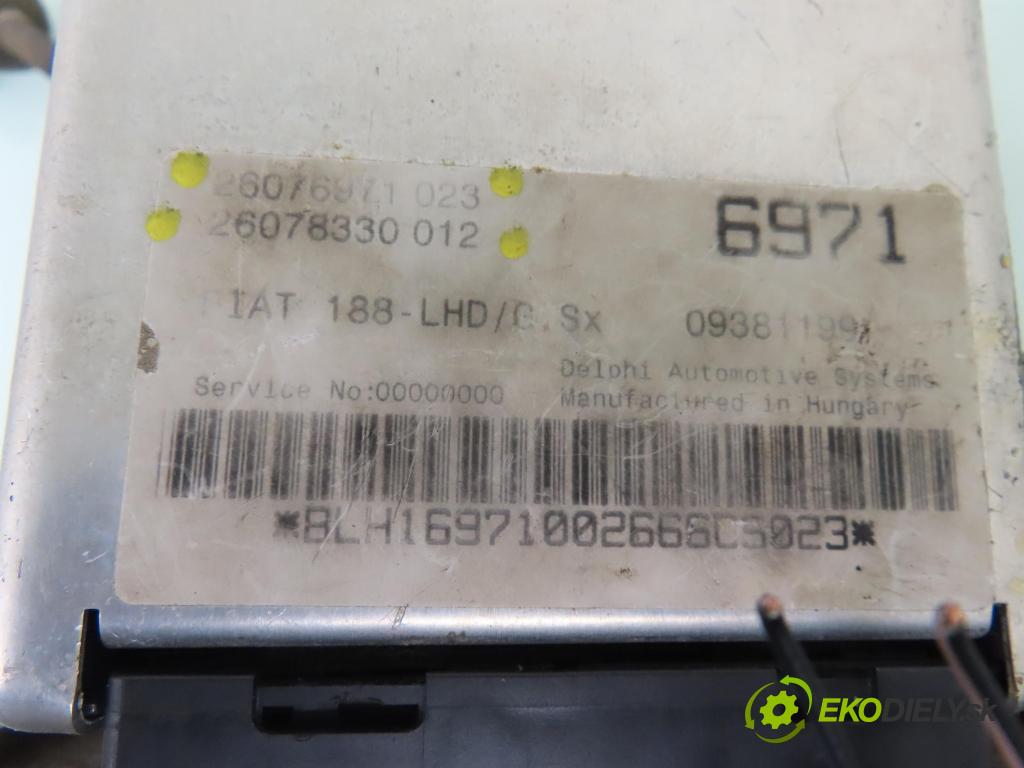 26076971 023
26078330 012
6971
FIAT 188-LHD/G.Sx
Delphi Automotive Systems
Service No:00000000
Manufactured in Hungary
EKODIELY.sk